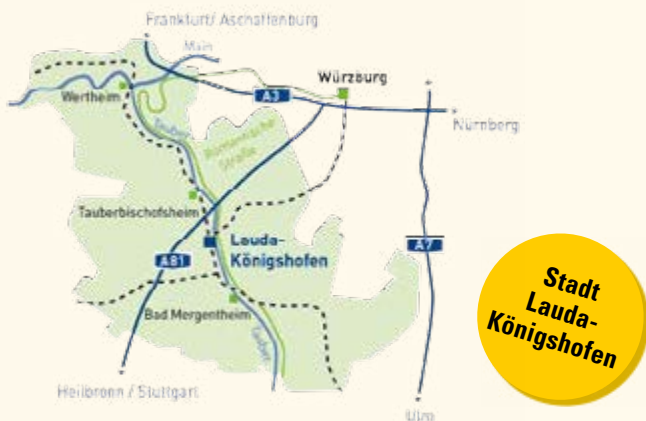 Frankfurt/ Aschaffenburg
Main
Würzburg
Wertheim
A3
Nürnberg
Tauber
Romantische
Straße
Tauberbischofsheim
Lauda-
Königshofen
A7
A81
Stadt
Lauda-
Königshofen
Bad Mergentheim
Tauber
Heilbronn / Stuttgart
Ulm